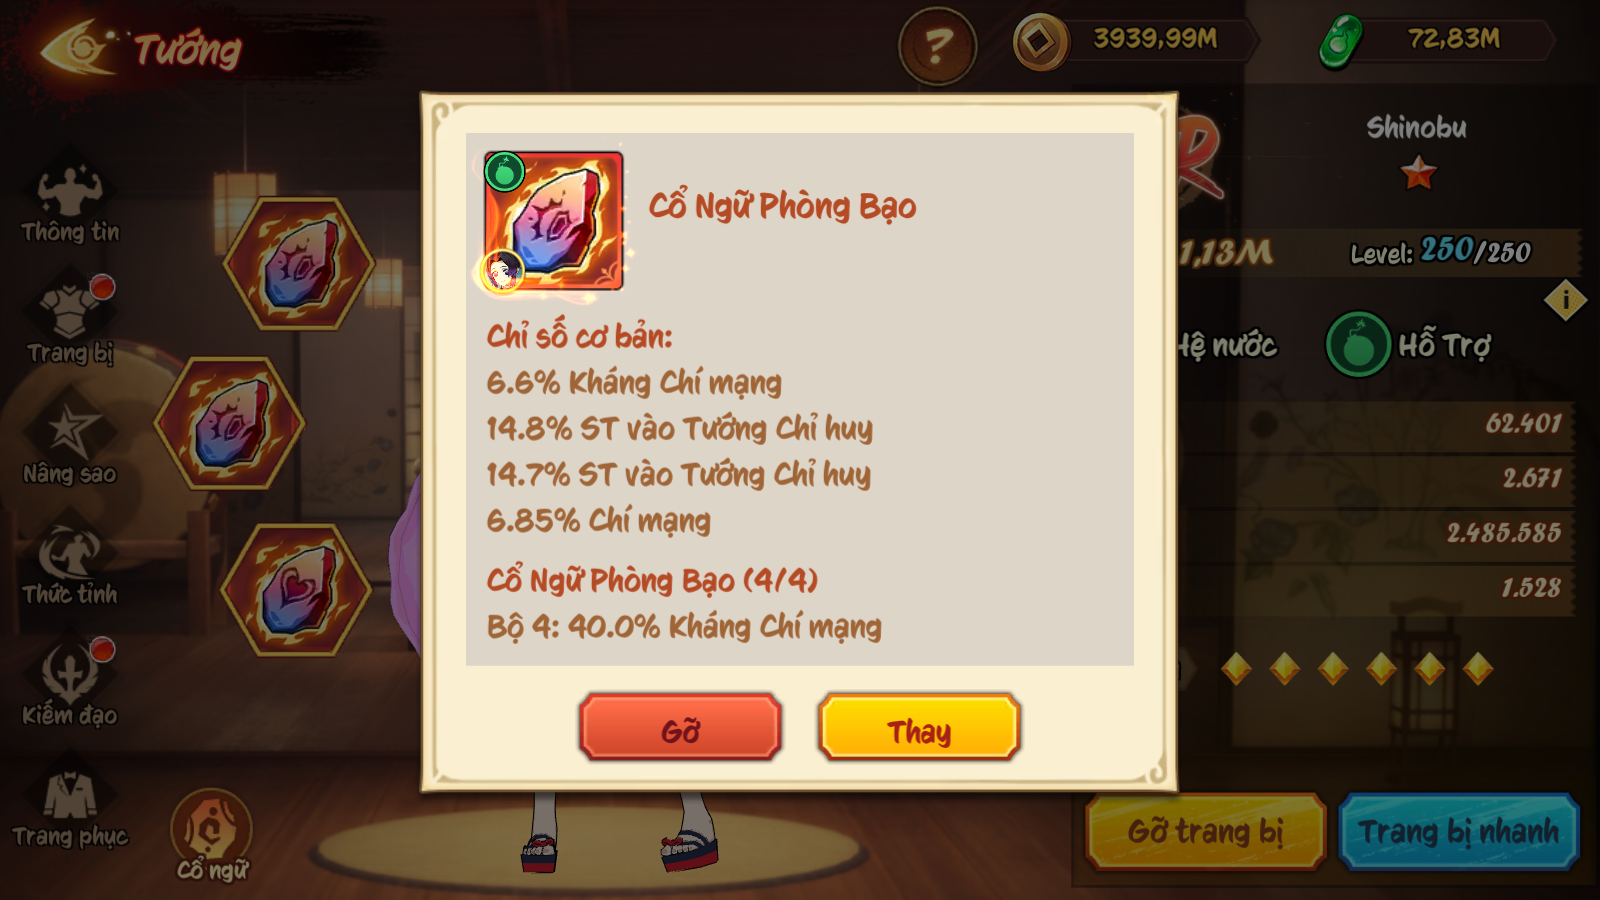 Tướng
?
3939,99M
72,83M
Thông tin
Trang bị
Nâng sao
Thức tỉnh
Kiếm đạo
Trang phục
Cổ ngữ
Cổ Ngữ Phòng Bạo
Chỉ số cơ bản:
6.6% Kháng Chí mạng
14.8% ST vào Tướng Chỉ huy
14.7% ST vào Tướng Chỉ huy
6.85% Chí mạng
Cổ Ngữ Phòng Bạo (4/4)
Bộ 4: 40.0% Kháng Chí mạng
Gỡ
Thay
R
Shinobu
1,13M
Level: 250/250
i
Hệ nước
Hỗ Trợ
62.401
2.671
2.485.585
1.528
Gỡ trang bị
Trang bị nhanh